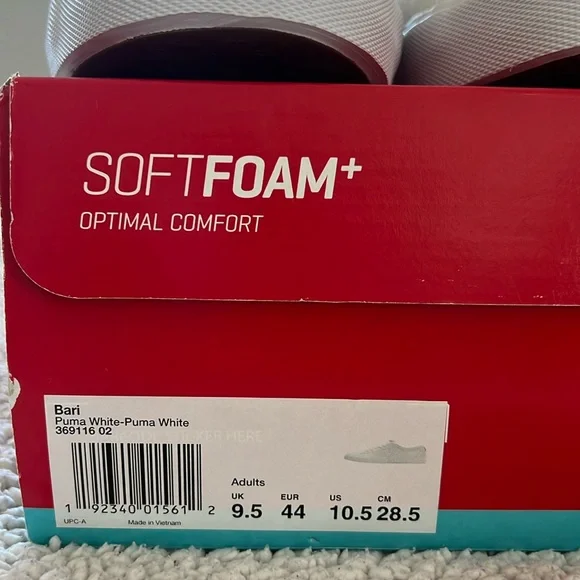 SOFTFOAM+
OPTIMAL COMFORT
Bari
Puma White-Puma White
369116 02
Adults
UK EUR US CM
9.5 44 10.5 28.5
1 92340 01561 2
UPC-A Made in Vietnam